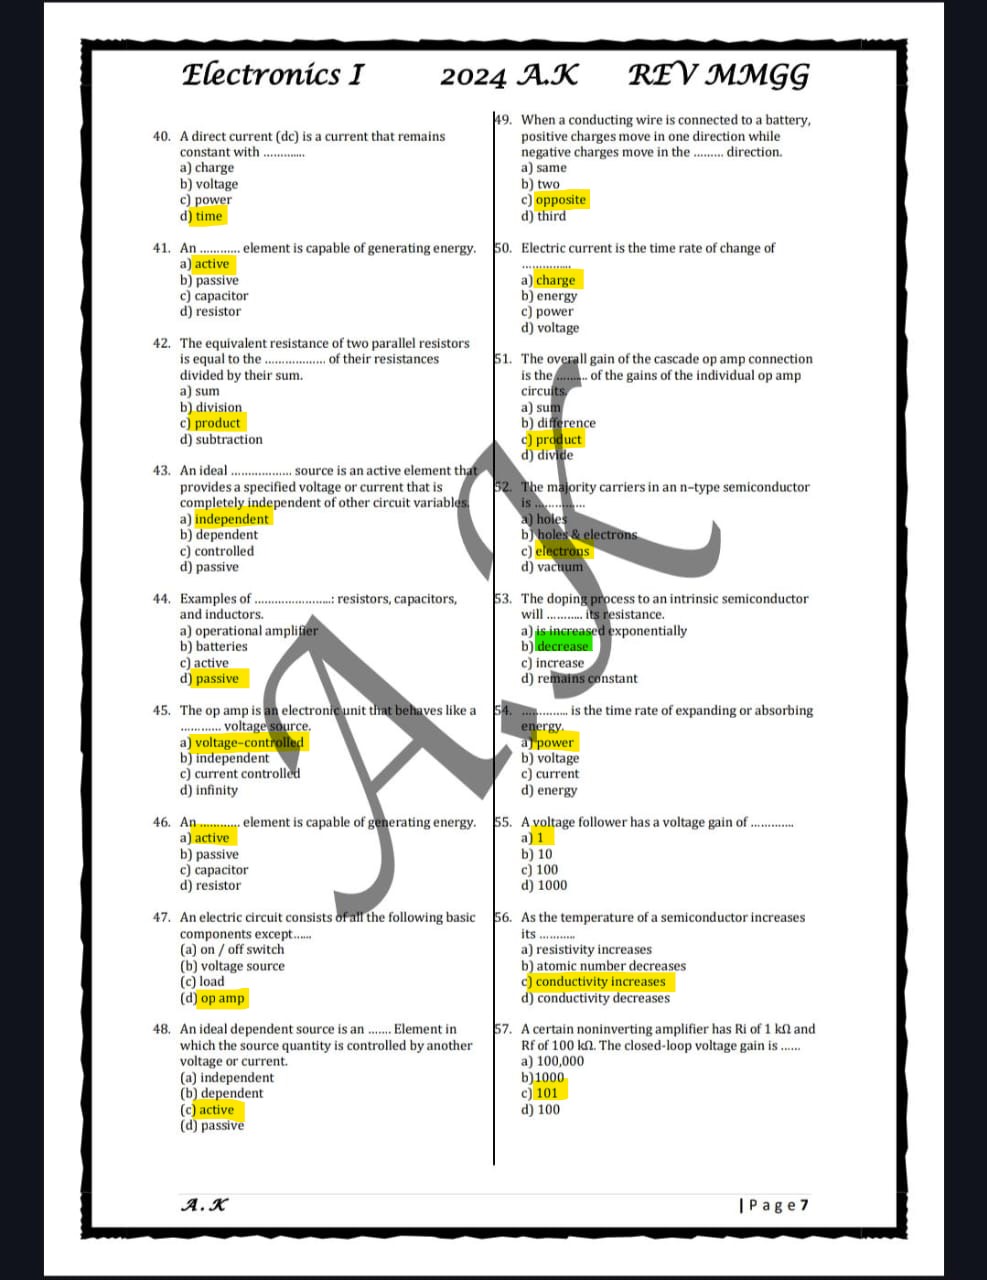 Electronics I 2024 A.K REV MMGG
40. A direct current (dc) is a current that remains
constant with .............
a) charge
b) voltage
c) power
d) time
41. An ............ element is capable of generating energy.
a) active
b) passive
c) capacitor
d) resistor
42. The equivalent resistance of two parallel resistors
is equal to the .................. of their resistances
divided by their sum.
a) sum
b) division
c) product
d) subtraction
43. An ideal .................. source is an active element that
provides a specified voltage or current that is
completely independent of other circuit variables.
a) independent
b) dependent
c) controlled
d) passive
44. Examples of .......................: resistors, capacitors,
and inductors.
a) operational amplifier
b) batteries
c) active
d) passive
45. The op amp is an electronic unit that behaves like a
............ voltage source.
a) voltage-controlled
b) independent
c) current controlled
d) infinity
46. An ............ element is capable of generating energy.
a) active
b) passive
c) capacitor
d) resistor
47. An electric circuit consists of all the following basic
components except......
(a) on / off switch
(b) voltage source
(c) load
(d) op amp
48. An ideal dependent source is an ....... Element in
which the source quantity is controlled by another
voltage or current.
(a) independent
(b) dependent
(c) active
(d) passive
49. When a conducting wire is connected to a battery,
positive charges move in one direction while
negative charges move in the ......... direction.
a) same
b) two
c) opposite
d) third
50. Electric current is the time rate of change of
...............
a) charge
b) energy
c) power
d) voltage
51. The overall gain of the cascade op amp connection
is the .......... of the gains of the individual op amp
circuits.
a) sum
b) difference
c) product
d) divide
52. The majority carriers in an n-type semiconductor
is ................
a) holes
b) holes & electrons
c) electrons
d) vacuum
53. The doping process to an intrinsic semiconductor
will ........... its resistance.
a) is increased exponentially
b) decrease
c) increase
d) remains constant
54. .............. is the time rate of expanding or absorbing
energy.
a) power
b) voltage
c) current
d) energy
55. A voltage follower has a voltage gain of .............
a) 1
b) 10
c) 100
d) 1000
56. As the temperature of a semiconductor increases
its ...........
a) resistivity increases
b) atomic number decreases
c) conductivity increases
d) conductivity decreases
57. A certain noninverting amplifier has Ri of 1 kΩ and
Rf of 100 kΩ. The closed-loop voltage gain is ......
a) 100,000
b)1000
c) 101
d) 100
A.K
A.K | Page 7